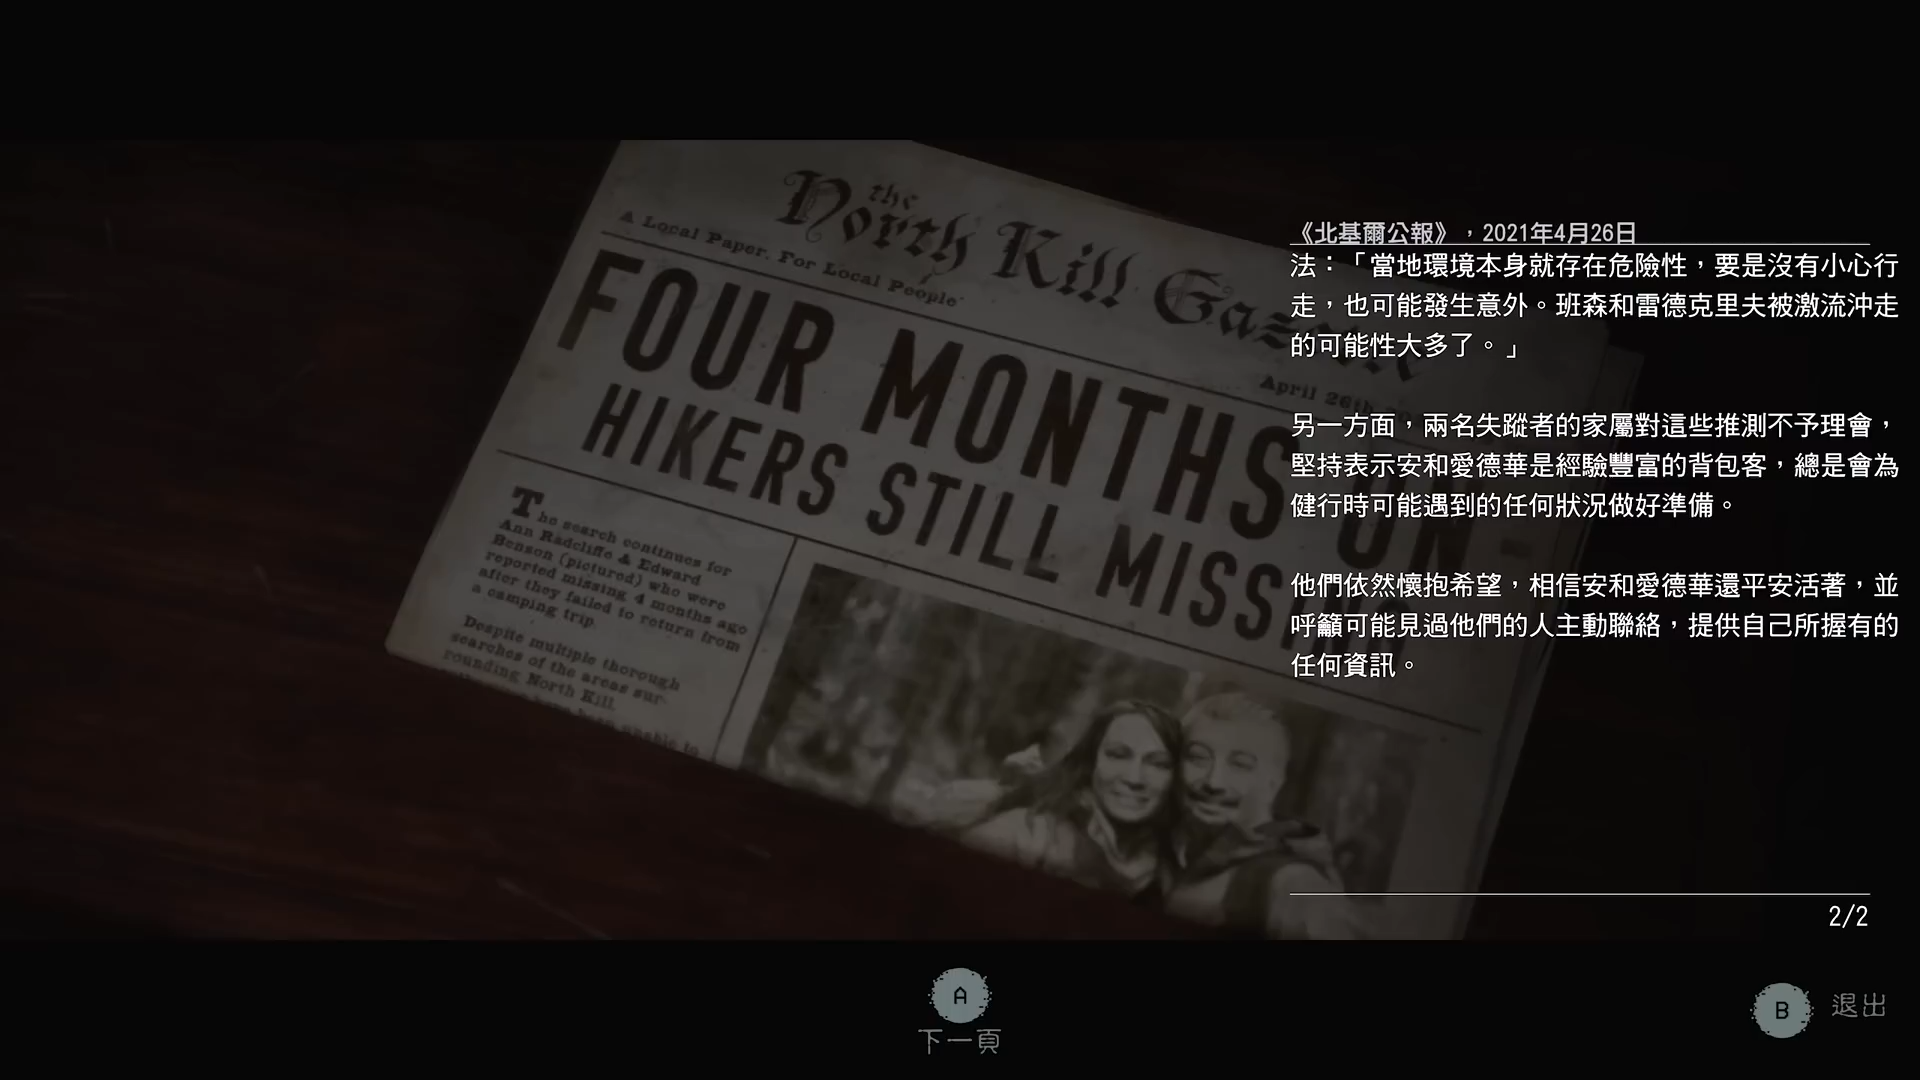 the
North Kill
A Local Paper. For Local People
April 26th
FOUR MONTHS ON-
HIKERS STILL
The search continues for
Ann Radcliffe & Edward
Benson (pictured) who were
reported missing 4 months ago
after they failed to return from
a camping trip.
Despite multiple thorough
searches of the areas sur-
rounding North Kill,
《北基爾公報》，2021年4月26日
法：「當地環境本身就存在危險性，要是沒有小心行
走，也可能發生意外。班森和雷德克里夫被激流沖走
的可能性大多了。」
另一方面，兩名失蹤者的家屬對這些推測不予理會，
堅持表示安和愛德華是經驗豐富的背包客，總是會為
健行時可能遇到的任何狀況做好準備。
他們依然懷抱希望，相信安和愛德華還平安活著，並
呼籲可能見過他們的人主動聯絡，提供自己所握有的
任何資訊。
2/2
A
下一頁
B 退出